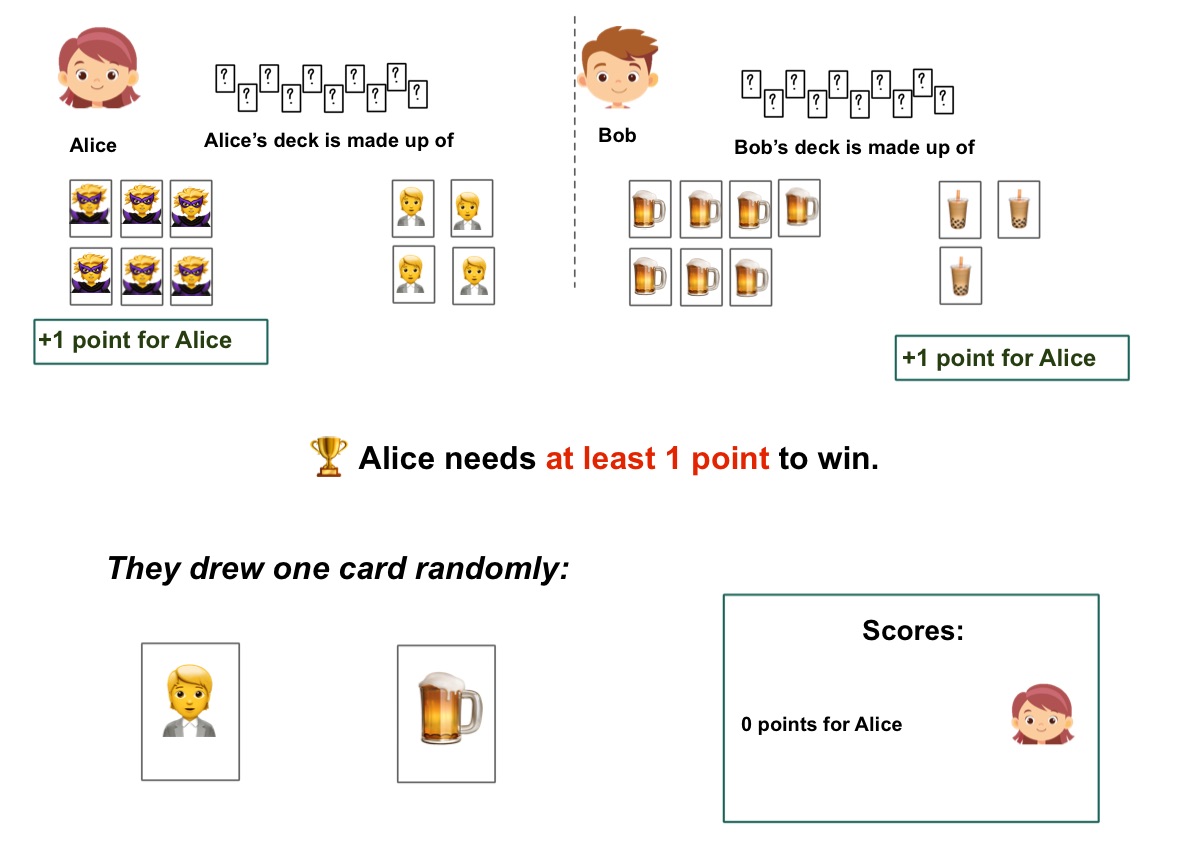 ? ? ? ? ? ? ? ? ? ?
? ? ? ? ? ? ? ? ? ?
Alice
Alice’s deck is made up of
Bob
Bob’s deck is made up of
+1 point for Alice
+1 point for Alice
Alice needs at least 1 point to win.
They drew one card randomly:
Scores:
0 points for Alice